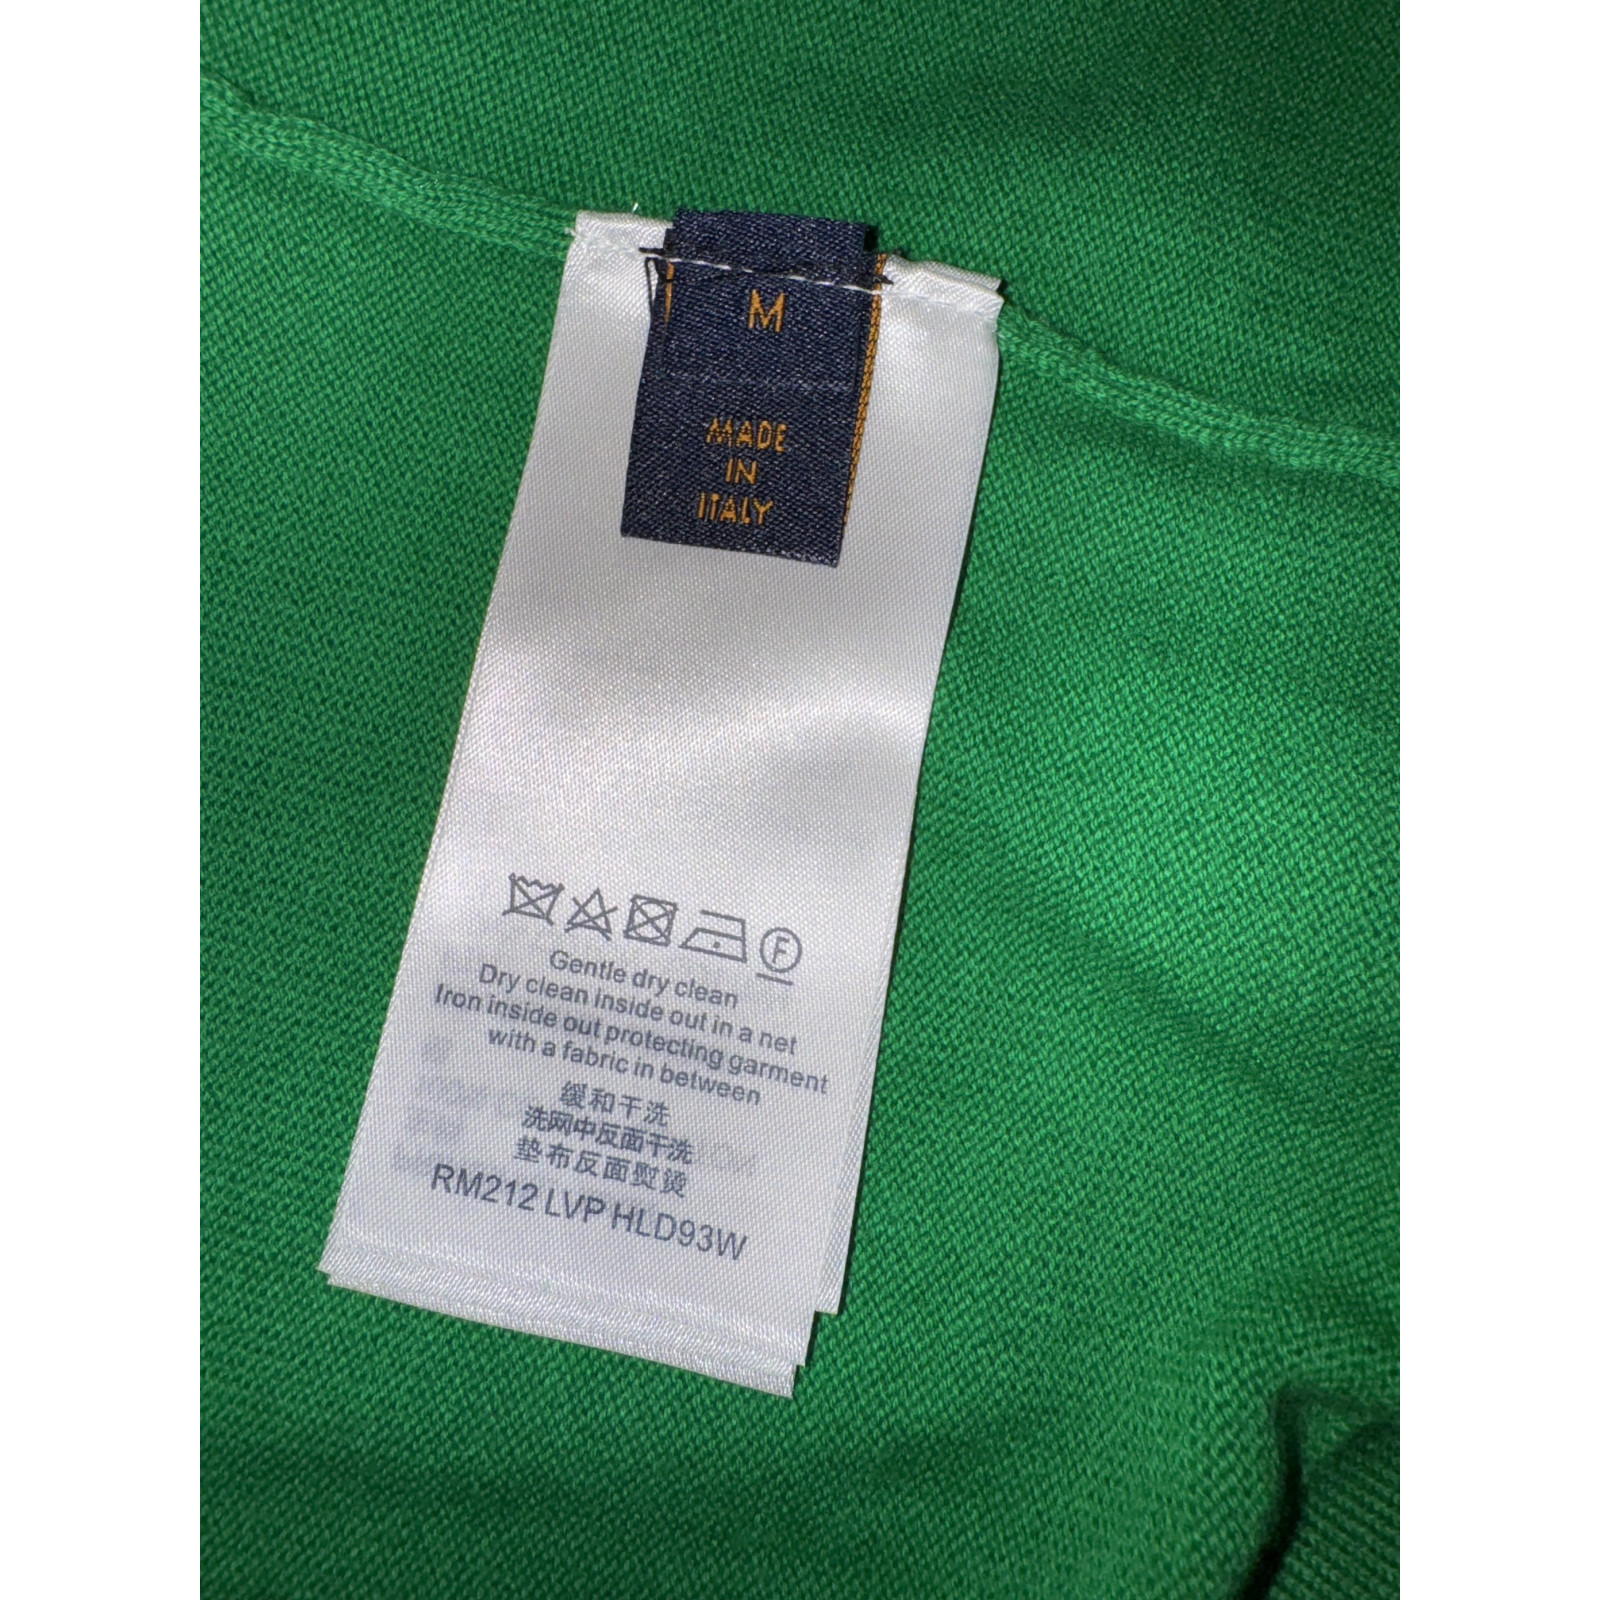 M
MADE
IN
ITALY
F
Gentle dry clean
Dry clean inside out in a net
Iron inside out protecting garment
with a fabric in between
缓和干洗
洗网中反面干洗
垫布反面熨烫
RM212 LVP HLD93W